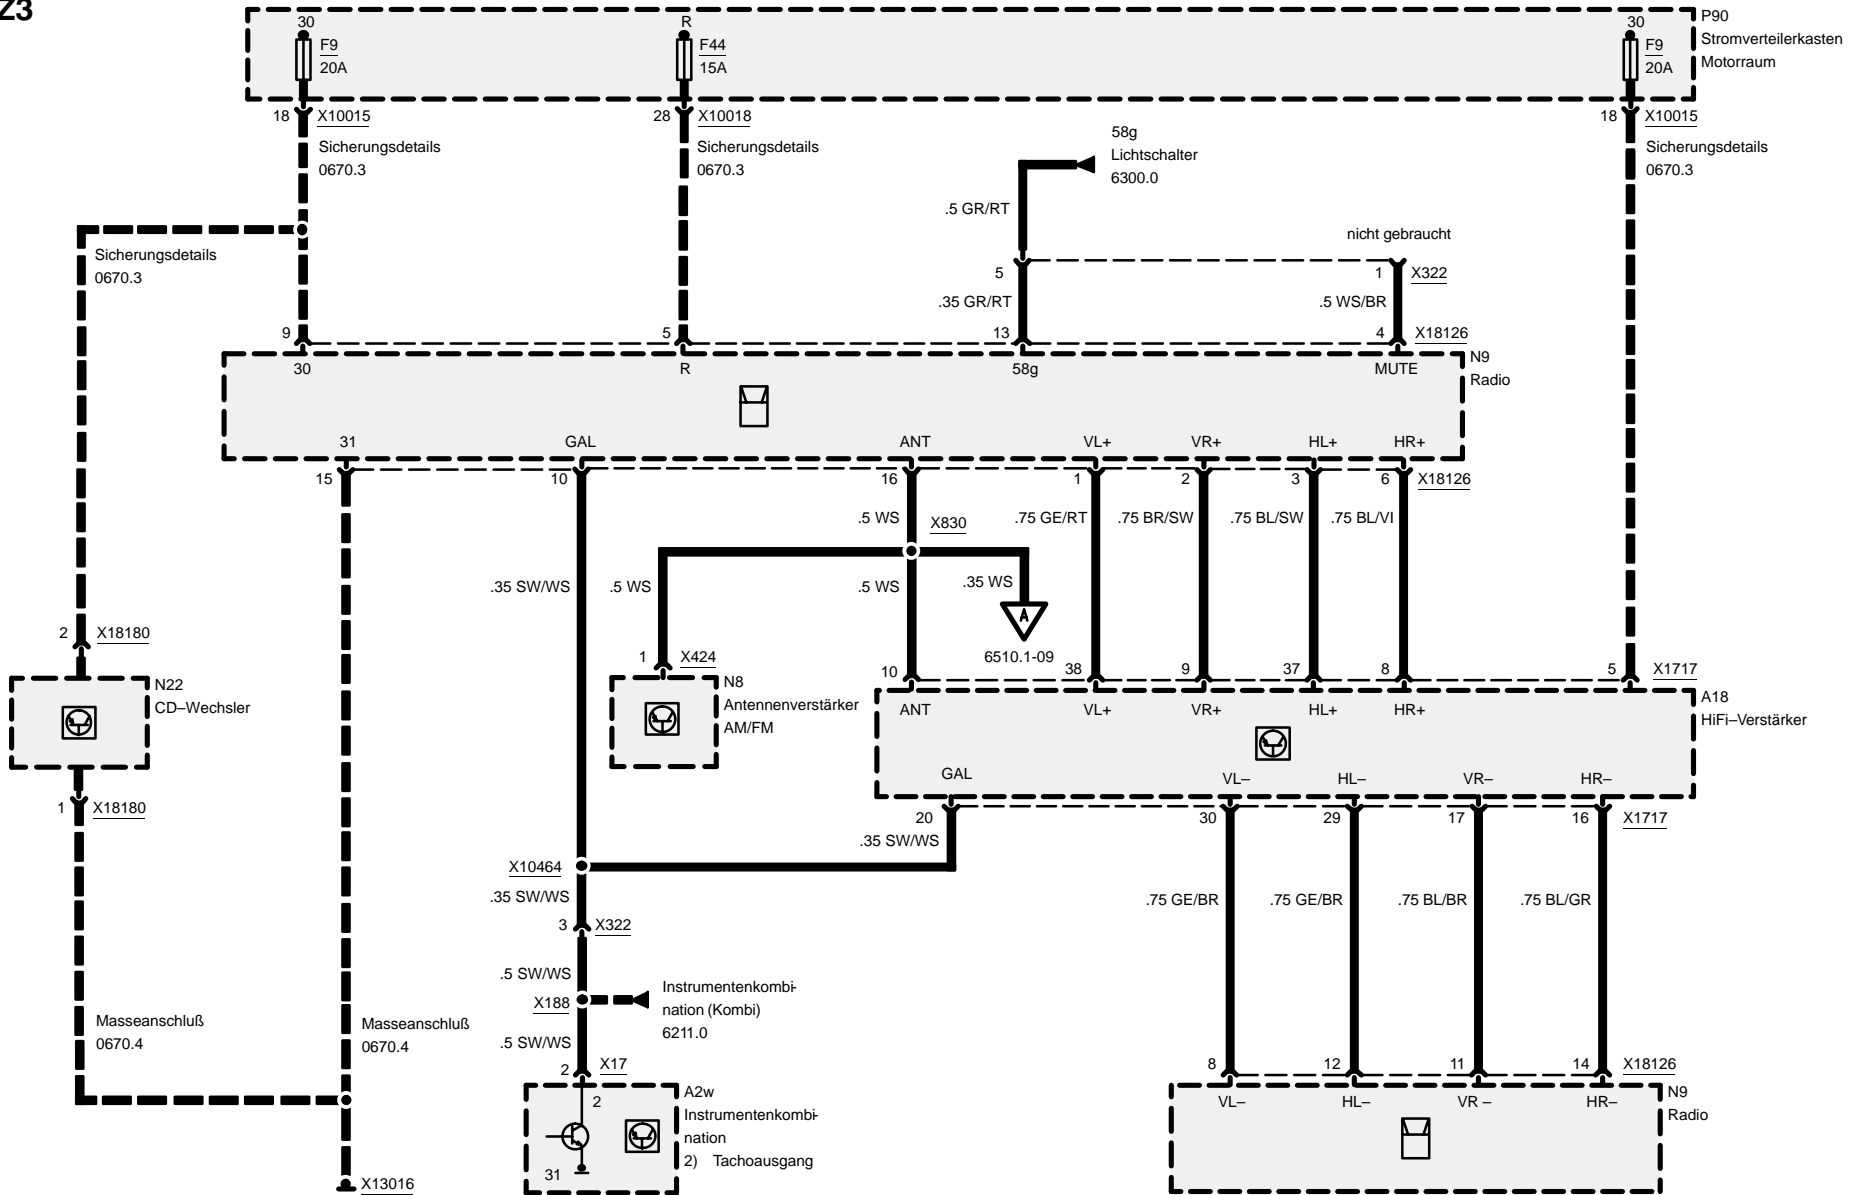 Z3
30
R
30
P90
F9
F44
F9
Stromverteilerkasten
20A
15A
20A
Motorraum
18 X10015
28 X10018
18 X10015
Sicherungsdetails
0670.3
Sicherungsdetails
0670.3
Sicherungsdetails
0670.3
58g
Lichtschalter
6300.0
.5 GR/RT
nicht gebraucht
Sicherungsdetails
0670.3
5
1 X322
.35 GR/RT
.5 WS/BR
9
5
13
4 X18126
N9
Radio
30
R
58g
MUTE
31
GAL
ANT
VL+
VR+
HL+
HR+
15
10
16
1
2
3
6 X18126
.5 WS
X830
.75 GE/RT
.75 BR/SW
.75 BL/SW
.75 BL/VI
.35 SW/WS
.5 WS
.5 WS
.35 WS
A
6510.1-09
2 X18180
1 X424
10
38
9
37
8
5 X1717
N22
CD–Wechsler
N8
Antennenverstärker
AM/FM
A18
HiFi–Verstärker
ANT
VL+
VR+
HL+
HR+
GAL
VL–
HL–
VR–
HR–
1 X18180
20
30
29
17
16 X1717
.35 SW/WS
X10464
.35 SW/WS
.75 GE/BR
.75 GE/BR
.75 BL/BR
.75 BL/GR
3 X322
.5 SW/WS
X188
Instrumentenkombi-
nation (Kombi)
6211.0
.5 SW/WS
Masseanschluß
0670.4
Masseanschluß
0670.4
2 X17
8
12
11
14 X18126
A2w
Instrumentenkombi-
nation
2) Tachoausgang
2
31
VL–
HL–
VR –
HR–
N9
Radio
X13016